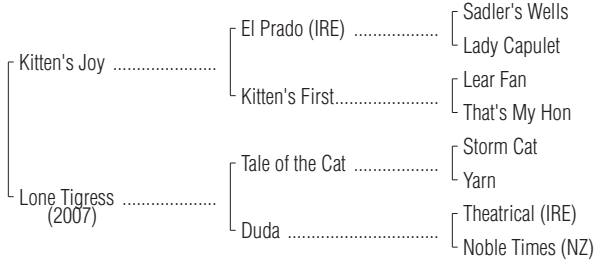 Sadler's Wells
El Prado (IRE) ..................
Lady Capulet
Kitten's Joy ......................
Lear Fan
Kitten's First......................
That's My Hon
Storm Cat
Tale of the Cat ..................
Yarn
Lone Tigress ....................
(2007)
Theatrical (IRE)
Duda ................................
Noble Times (NZ)